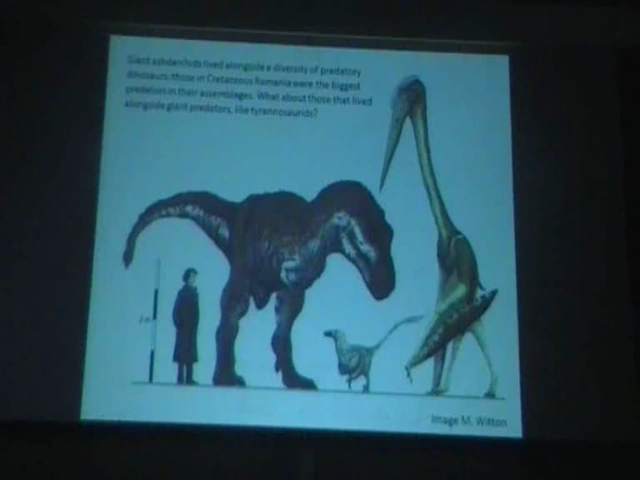 Giant azhdarchids lived alongside a diversity of predatory
dinosaurs: those in Cretaceous Romania were the biggest
predators in their assemblages. What about those that lived
alongside giant predators, like tyrannosaurids?
2 m
Image M. Witton